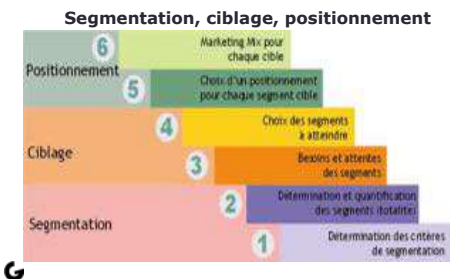 Segmentation, ciblage, positionnement
6
Marketing Mix pour
chaque cible
Positionnement
5
Choix d'un positionnement
pour chaque segment cible
4
Choix des segments
à atteindre
Ciblage
3
Besoins et attentes
des segments
2
Détermination et quantification
des segments (totalité)
Segmentation
1
Détermination des critères
de segmentation
G